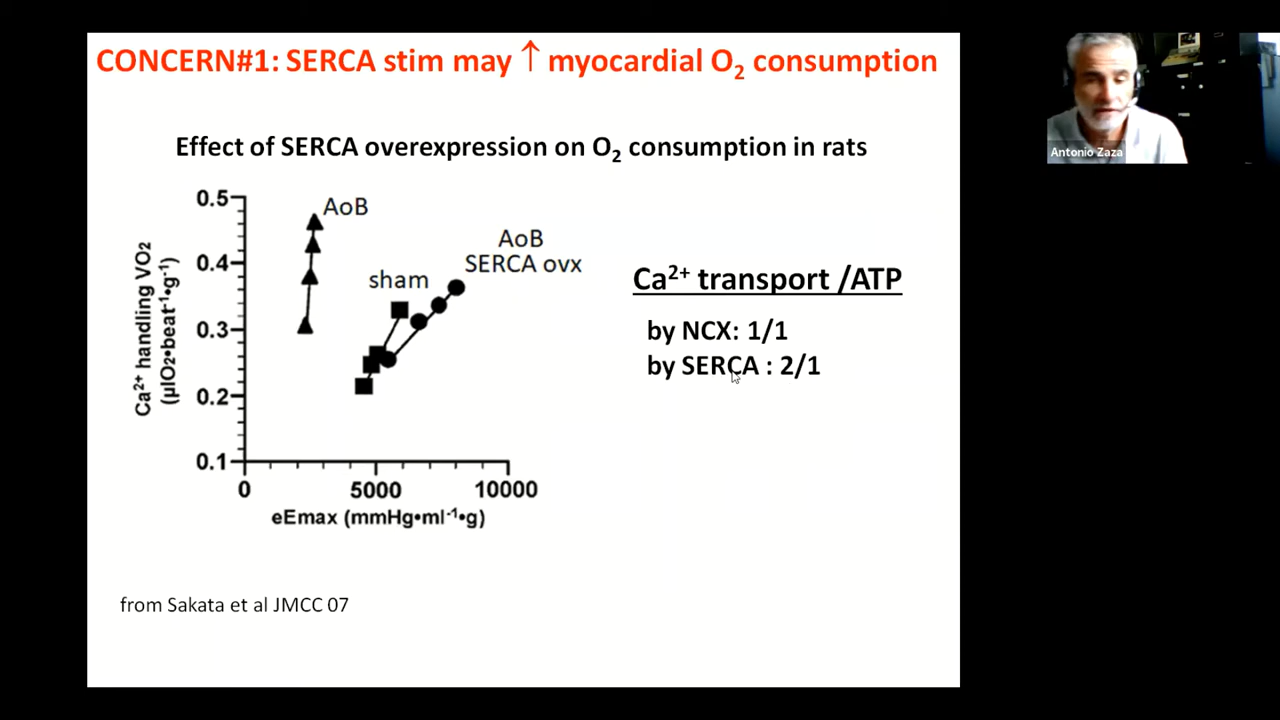 CONCERN#1: SERCA stim may ↑ myocardial O2 consumption
Effect of SERCA overexpression on O2 consumption in rats
Ca2+ handling VO2
(µlO2•beat-1•g-1)
0.5
0.4
0.3
0.2
0.1
AoB
sham
AoB
SERCA ovx
0
5000
10000
eEmax (mmHg•ml-1•g)
Ca2+ transport /ATP
by NCX: 1/1
by SERCA : 2/1
from Sakata et al JMCC 07
Antonio Zaza